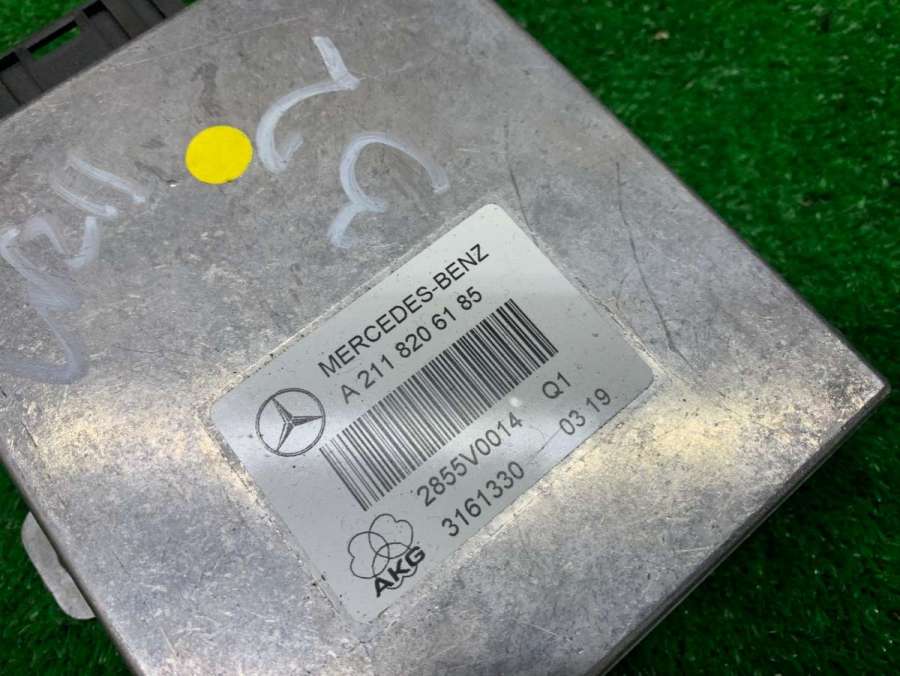 MERCEDES-BENZ
A 211 820 61 85
2855V0014 Q1
3161330 03 19
AKG